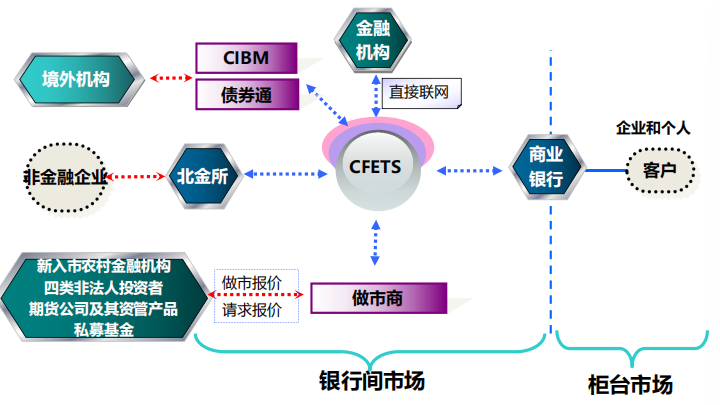 金融
机构
CIBM
境外机构
债券通
直接联网
企业和个人
商业
银行
客户
CFETS
非金融企业
北金所
新入市农村金融机构
四类非法人投资者
期货公司及其资管产品
私募基金
做市报价
请求报价
做市商
银行间市场
柜台市场